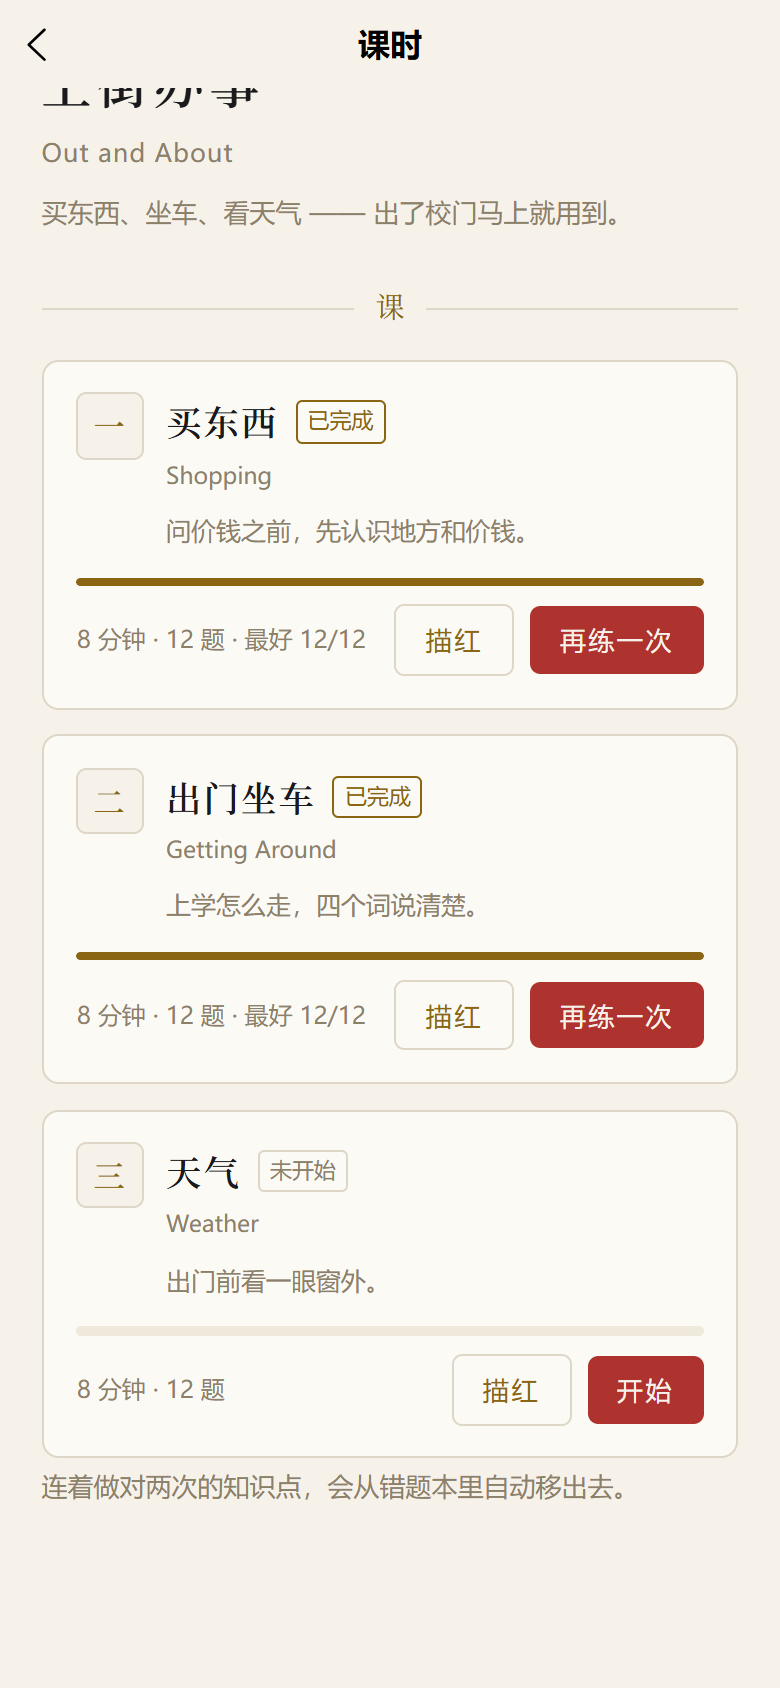 课时
上街办事
Out and About
买东西、坐车、看天气 —— 出了校门马上就用到。
课
一 买东西 已完成
Shopping
问价钱之前，先认识地方和价钱。
8 分钟 · 12 题 · 最好 12/12 描红 再练一次
二 出门坐车 已完成
Getting Around
上学怎么走，四个词说清楚。
8 分钟 · 12 题 · 最好 12/12 描红 再练一次
三 天气 未开始
Weather
出门前看一眼窗外。
8 分钟 · 12 题 描红 开始
连着做对两次的知识点，会从错题本里自动移出去。